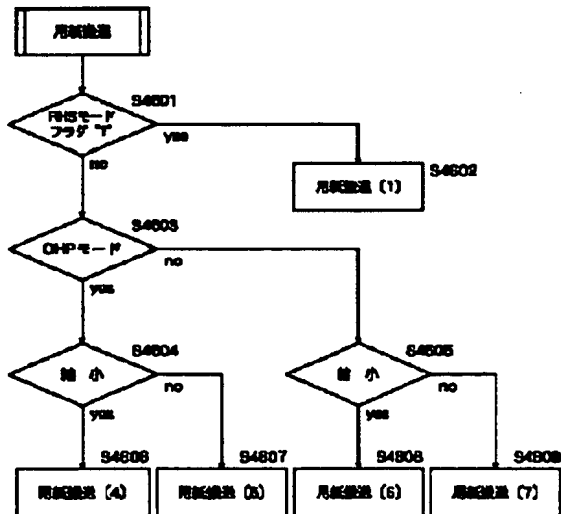 用紙搬送
S4601
RHSモード
フラグ"1"
yes
no
S4602
用紙搬送 (1)
S4603
OHPモード
no
yes
S4604
縮 小
no
yes
S4605
縮 小
no
yes
S4606
用紙搬送 (4)
S4607
用紙搬送 (5)
S4608
用紙搬送 (6)
S4609
用紙搬送 (7)